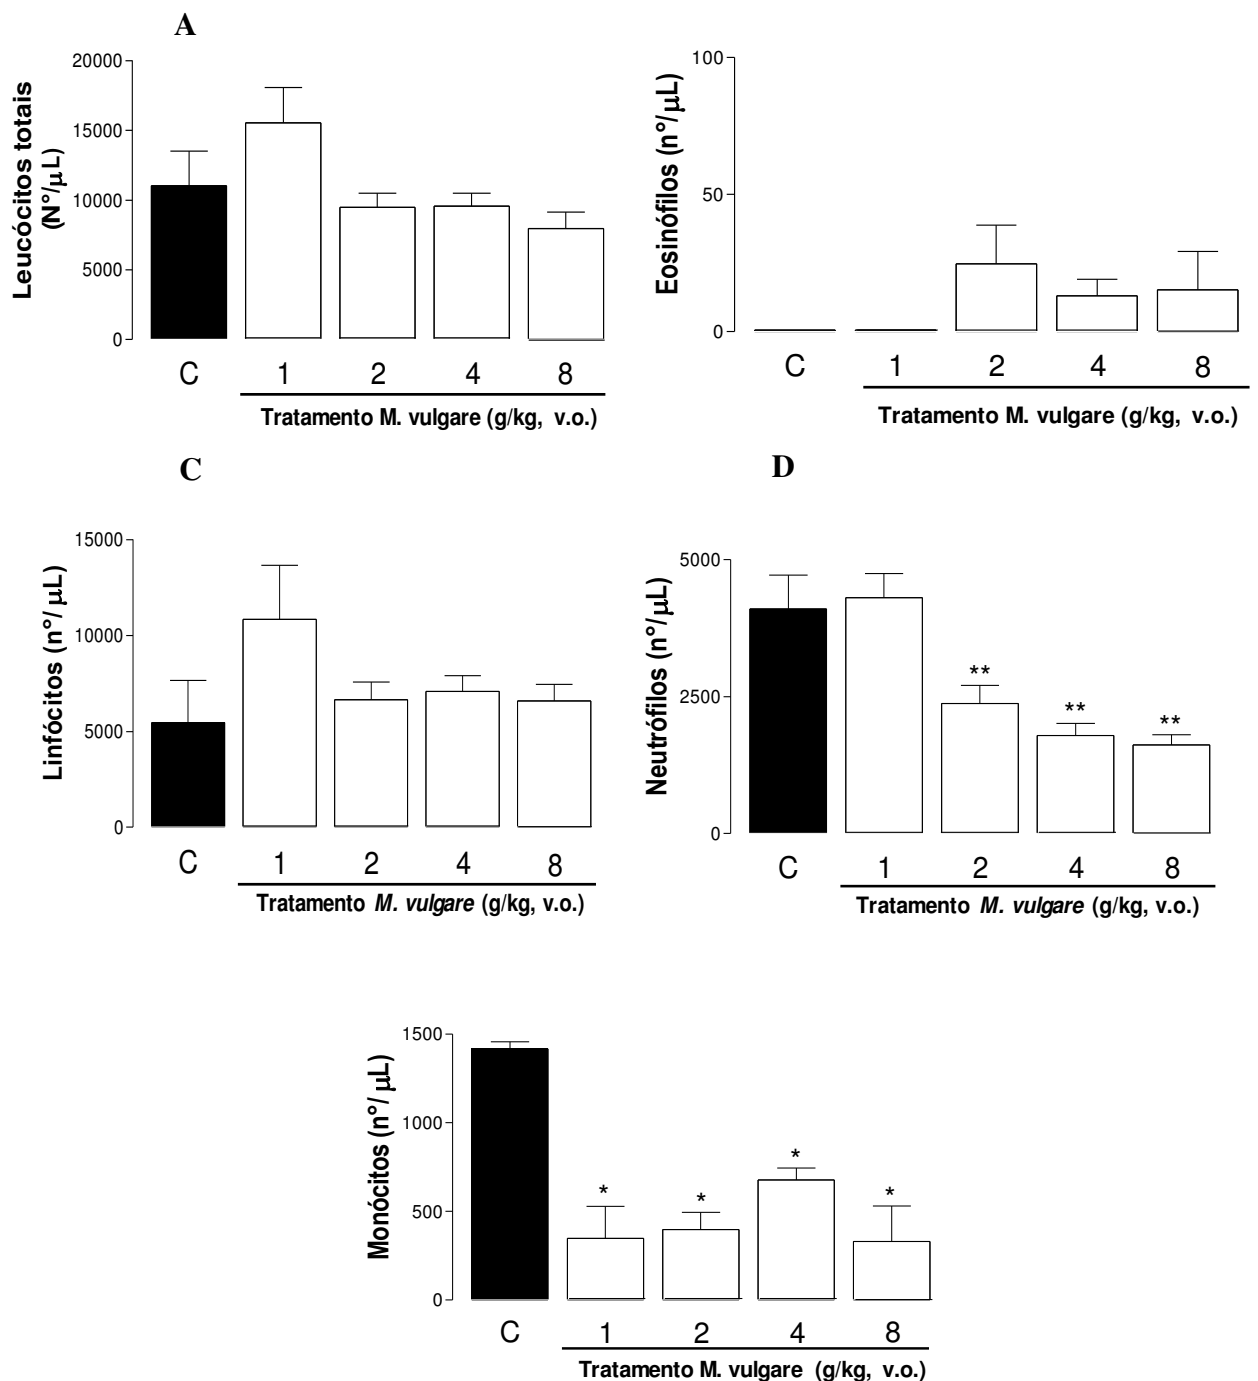 A
Leucócitos totais
(N°/µL)
20000
15000
10000
5000
0
C 1 2 4 8
Tratamento M. vulgare (g/kg, v.o.)
Eosinófilos (n°/µL)
100
50
0
C 1 2 4 8
Tratamento M. vulgare (g/kg, v.o.)
C
Linfócitos (n°/µL)
15000
10000
5000
0
C 1 2 4 8
Tratamento M. vulgare (g/kg, v.o.)
D
Neutrófilos (n°/µL)
5000
2500
0
** ** **
C 1 2 4 8
Tratamento M. vulgare (g/kg, v.o.)
Monócitos (n°/µL)
1500
1000
500
0
* * * *
C 1 2 4 8
Tratamento M. vulgare (g/kg, v.o.)